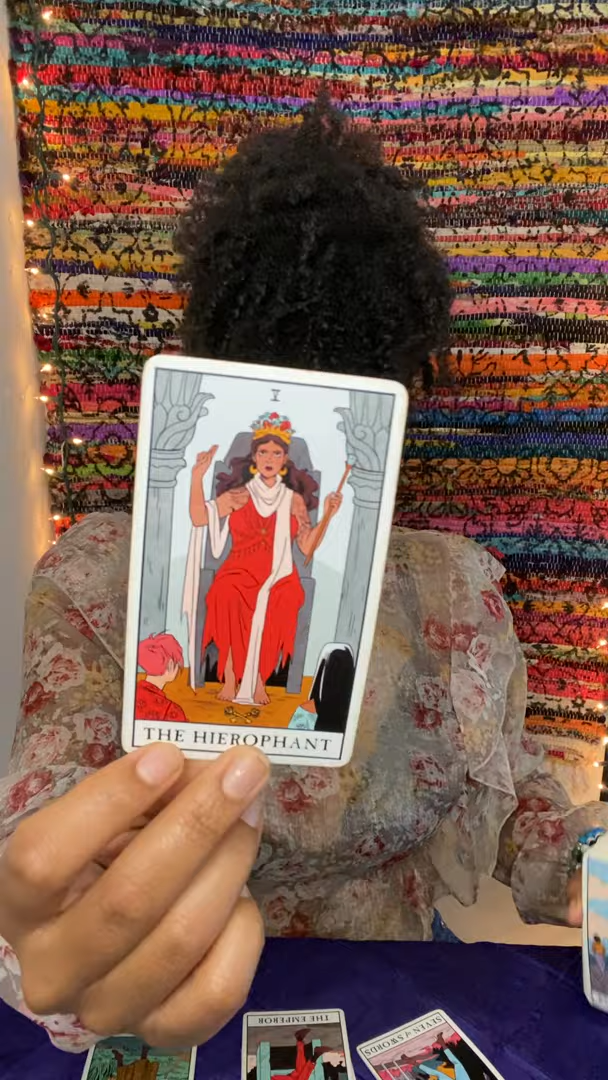 V
THE HIEROPHANT
THE EMPEROR
SEVEN of SWORDS